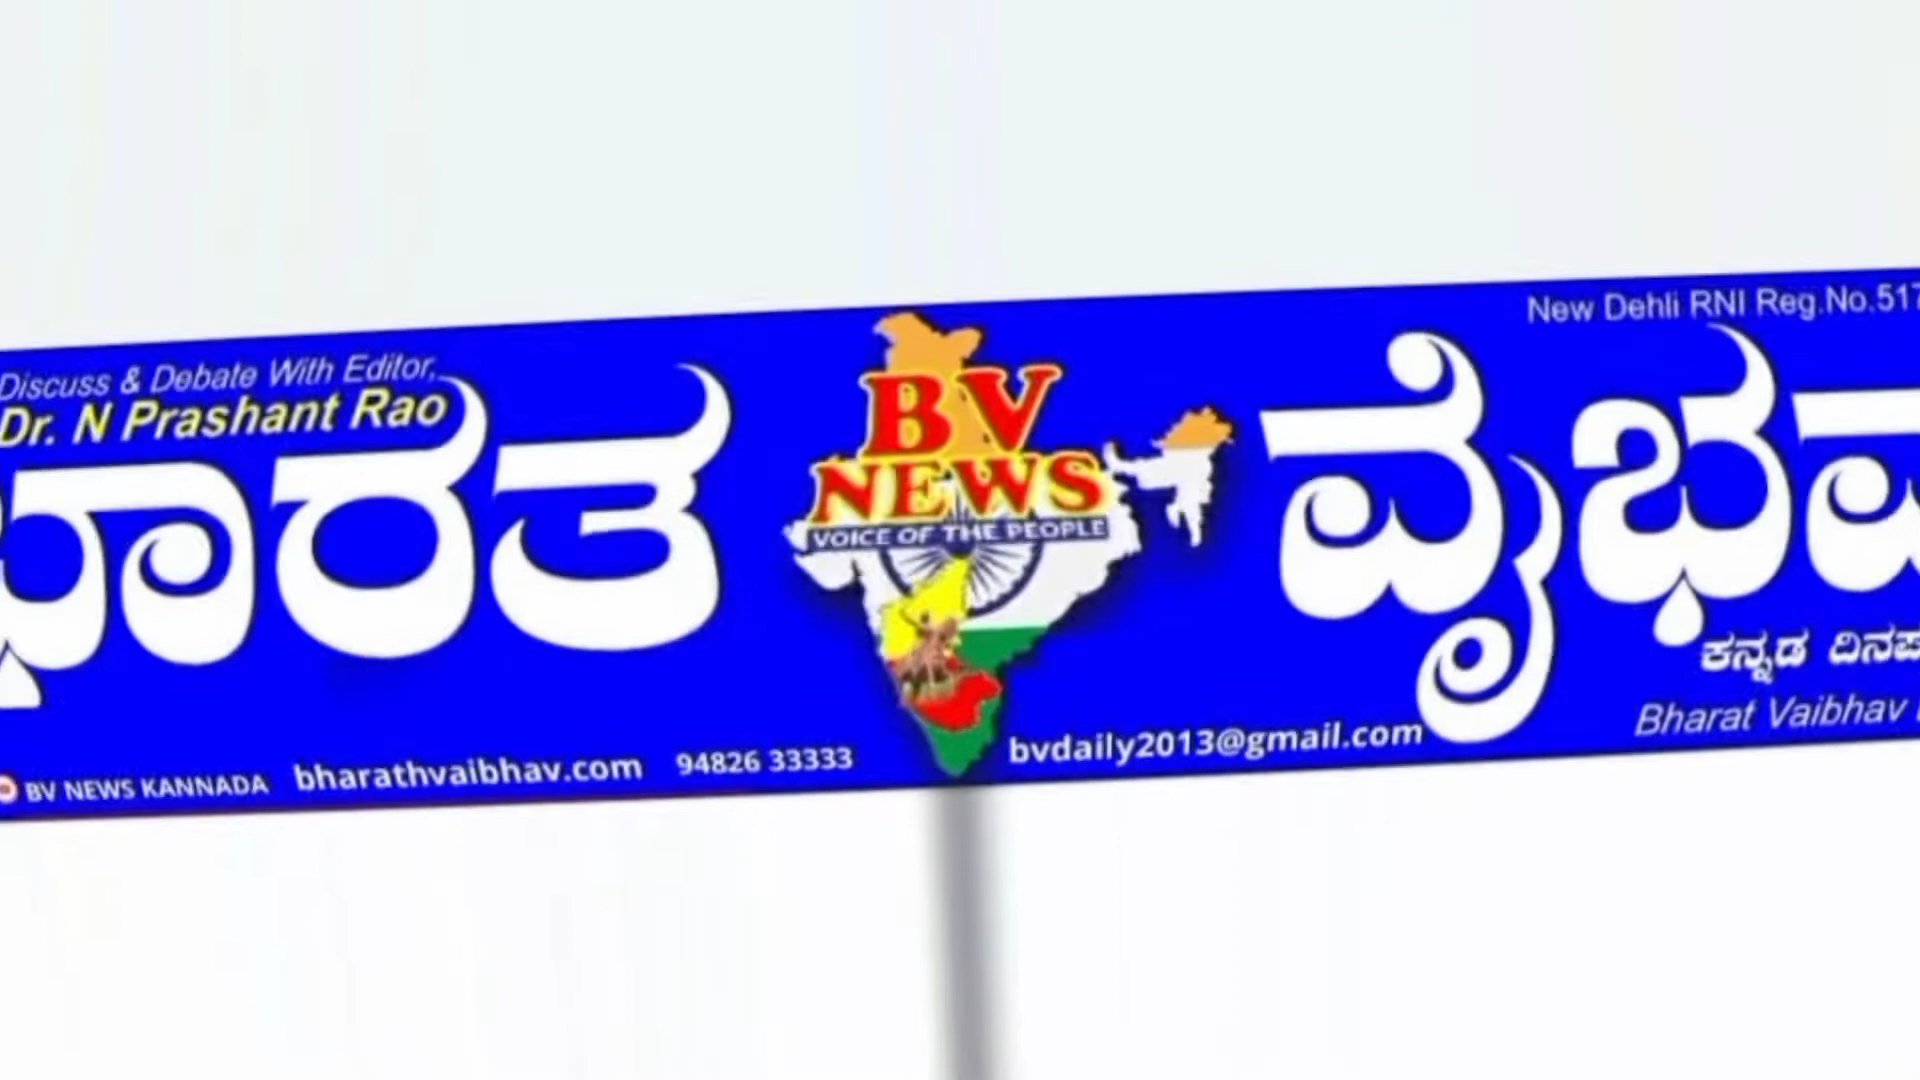 Discuss & Debate With Editor,
Dr. N Prashant Rao
New Dehli RNI Reg.No.517
ಭಾರತ
BV
NEWS
VOICE OF THE PEOPLE
ವೈಭವ
ಕನ್ನಡ ದಿನಪ
Bharat Vaibhav
BV NEWS KANNADA bharathvaibhav.com 94826 33333 bvdaily2013@gmail.com